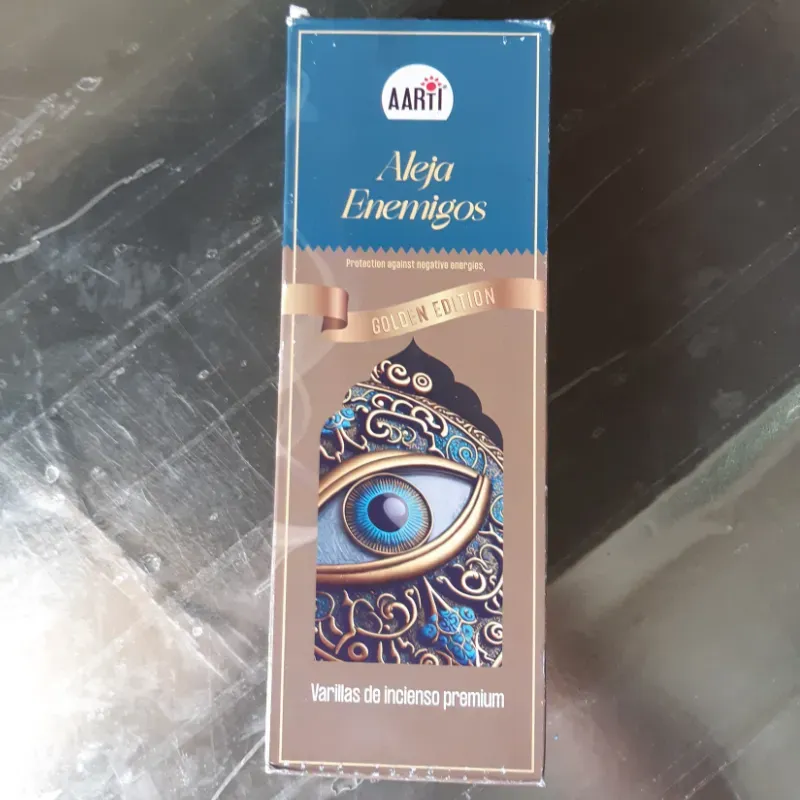 AARTI
Aleja
Enemigos
Protection against negative energies,
GOLDEN EDITION
Varillas de incienso premium